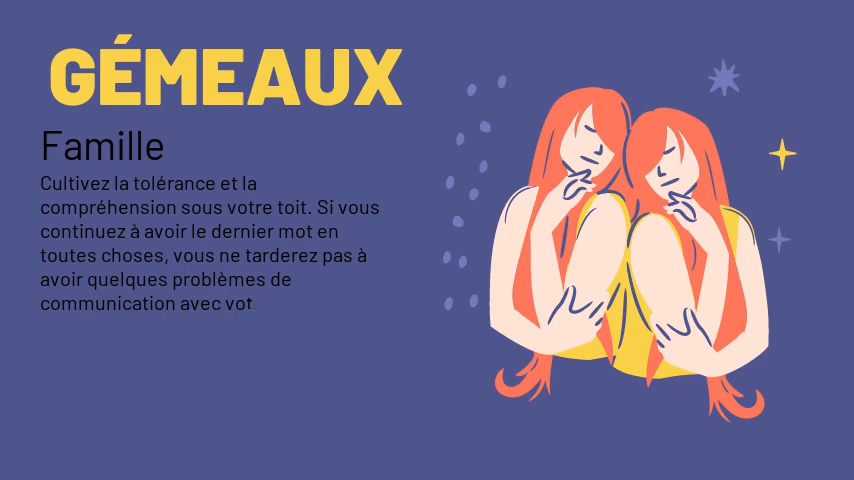 GÉMEAUX
Famille
Cultivez la tolérance et la
compréhension sous votre toit. Si vous
continuez à avoir le dernier mot en
toutes choses, vous ne tarderez pas à
avoir quelques problèmes de
communication avec vot